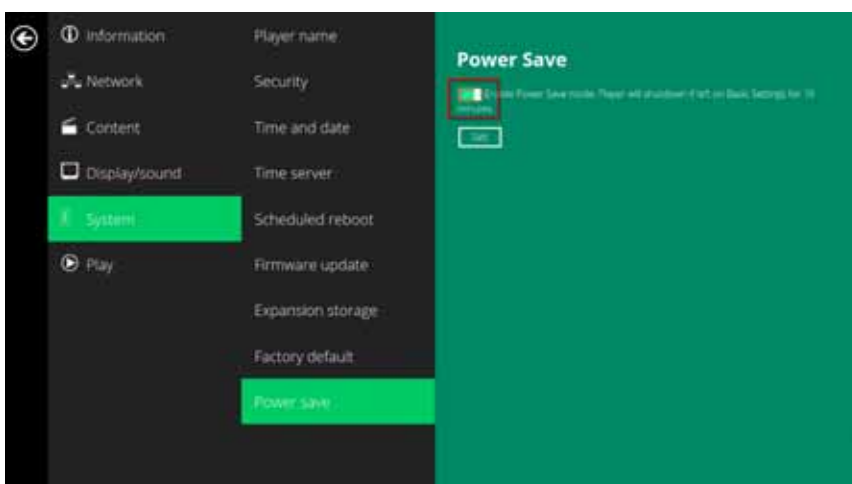 Information
Network
Content
Display/sound
System
Play
Player name
Security
Time and date
Time server
Scheduled reboot
Firmware update
Expansion storage
Factory default
Power save
Power Save
Enable Power Save mode. Player will shutdown if left on Basic Settings for 10
minutes.
Set